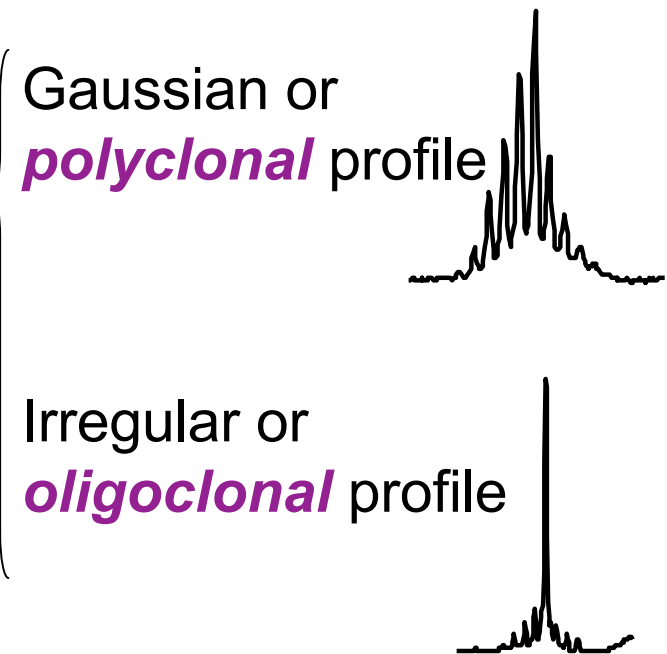 Gaussian or
polyclonal profile
Irregular or
oligoclonal profile